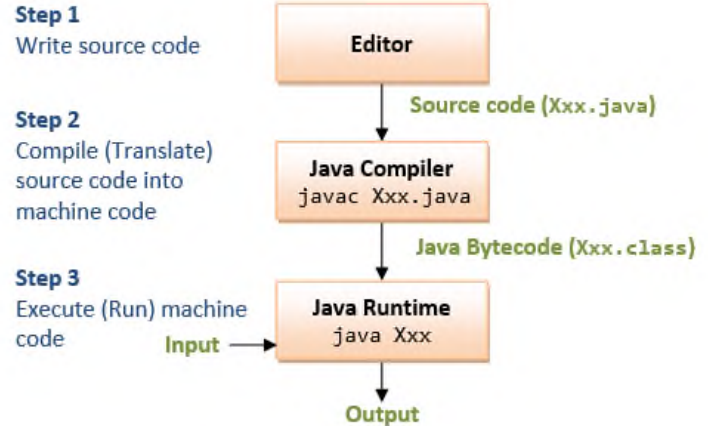 Step 1
Write source code
Editor
Source code (Xxx.java)
Step 2
Compile (Translate)
source code into
machine code
Java Compiler
javac Xxx.java
Java Bytecode (Xxx.class)
Step 3
Execute (Run) machine
code
Java Runtime
java Xxx
Input
Output